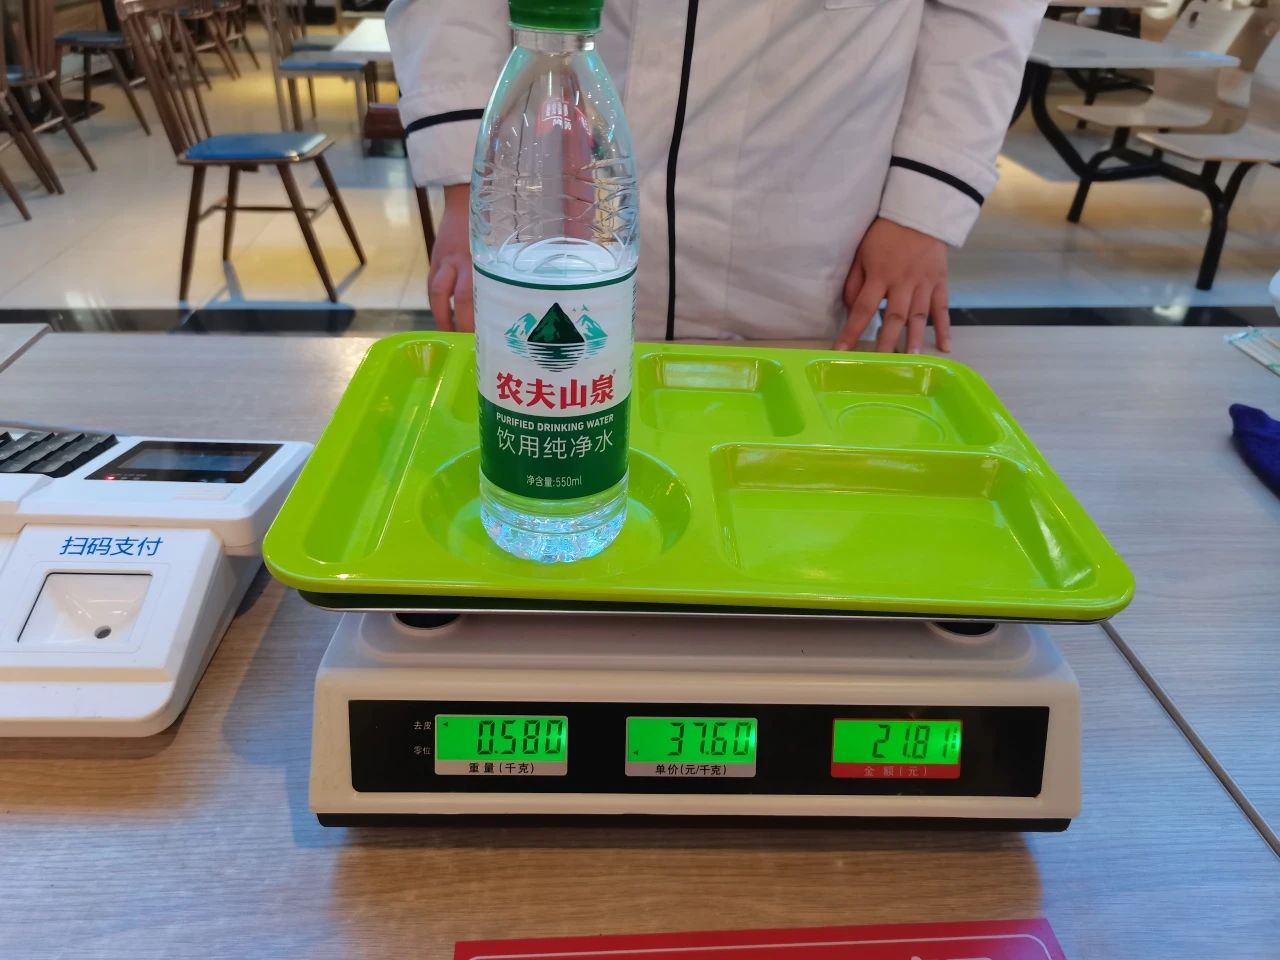 农夫山泉
PURIFIED DRINKING WATER
饮用纯净水
净含量:550ml
扫码支付
去皮
零位
0.580
重量(千克)
37.60
单价(元/千克)
21.81
金额(元)